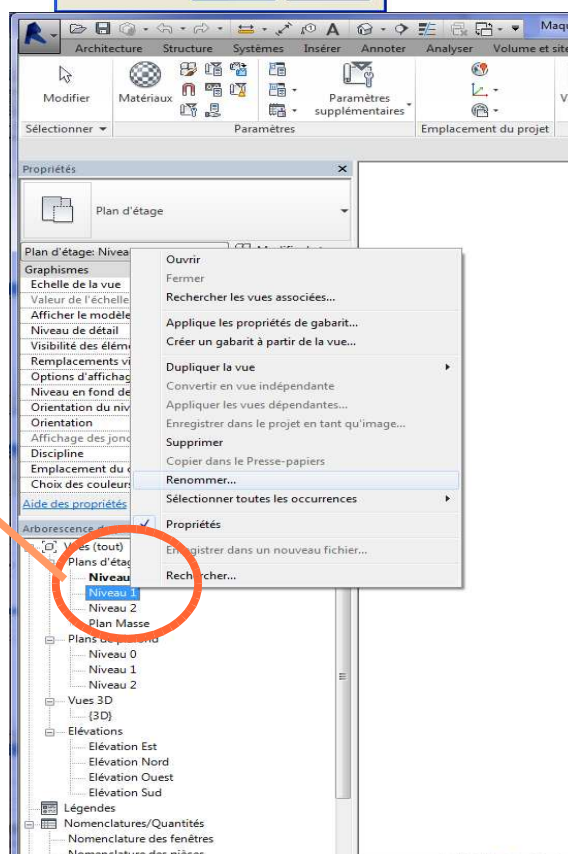 Maq
Architecture Structure Systèmes Insérer Annoter Analyser Volume et site
Modifier
Matériaux
Paramètres
supplémentaires
Sélectionner
Paramètres
Emplacement du projet
Propriétés
Plan d'étage
Plan d'étage: Nivea
Graphismes
Echelle de la vue
Valeur de l'échelle
Afficher le modèle
Niveau de détail
Visibilité des éléme
Remplacements vi
Options d'affichag
Niveau en fond de
Orientation du niv
Orientation
Affichage des jonc
Discipline
Emplacement du
Choix des couleurs
Aide des propriétés
Ouvrir
Fermer
Rechercher les vues associées...
Applique les propriétés de gabarit...
Créer un gabarit à partir de la vue...
Dupliquer la vue
Convertir en vue indépendante
Appliquer les vues dépendantes...
Enregistrer dans le projet en tant qu'image...
Supprimer
Copier dans le Presse-papiers
Renommer...
Sélectionner toutes les occurrences
Propriétés
Enregistrer dans un nouveau fichier...
Rechercher...
Arborescence
Vues (tout)
Plans d'étag
Niveau
Niveau 1
Niveau 2
Plan Masse
Plans de plafond
Niveau 0
Niveau 1
Niveau 2
Vues 3D
{3D}
Elévations
Elévation Est
Elévation Nord
Elévation Ouest
Elévation Sud
Légendes
Nomenclatures/Quantités
Nomenclature des fenêtres
Nomenclature des pièces